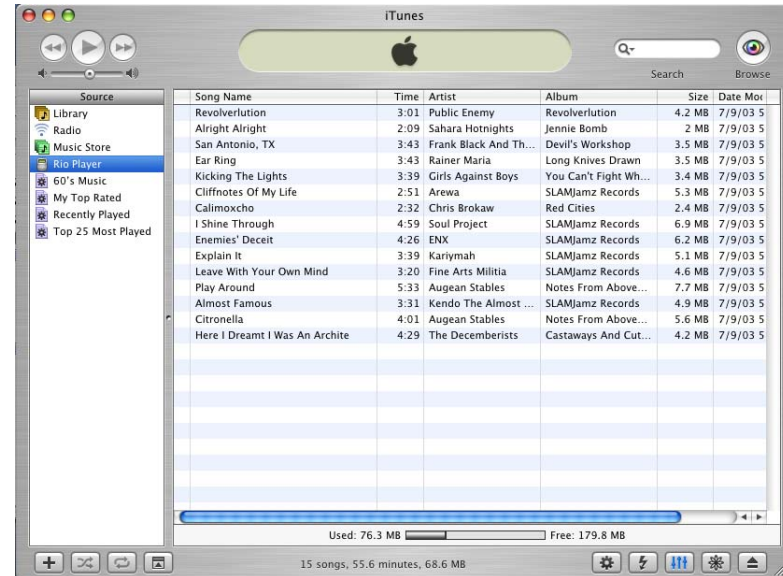 iTunes
Search
Browse
Source
Library
Radio
Music Store
Rio Player
60's Music
My Top Rated
Recently Played
Top 25 Most Played
Song Name Time Artist Album Size Date Moc
Revolverlution 3:01 Public Enemy Revolverlution 4.2 MB 7/9/03 5
Alright Alright 2:09 Sahara Hotnights Jennie Bomb 2 MB 7/9/03 5
San Antonio, TX 3:43 Frank Black And Th... Devil's Workshop 3.5 MB 7/9/03 5
Ear Ring 3:43 Rainer Maria Long Knives Drawn 3.5 MB 7/9/03 5
Kicking The Lights 3:39 Girls Against Boys You Can't Fight Wh... 3.4 MB 7/9/03 5
Cliffnotes Of My Life 2:51 Arewa SLAMJamz Records 5.3 MB 7/9/03 5
Calimoxcho 2:32 Chris Brokaw Red Cities 2.4 MB 7/9/03 5
I Shine Through 4:59 Soul Project SLAMJamz Records 6.9 MB 7/9/03 5
Enemies' Deceit 4:26 ENX SLAMJamz Records 6.2 MB 7/9/03 5
Explain It 3:39 Kariymah SLAMJamz Records 5.1 MB 7/9/03 5
Leave With Your Own Mind 3:20 Fine Arts Militia SLAMJamz Records 4.6 MB 7/9/03 5
Play Around 5:33 Augean Stables Notes From Above... 7.7 MB 7/9/03 5
Almost Famous 3:31 Kendo The Almost ... SLAMJamz Records 4.9 MB 7/9/03 5
Citronella 4:01 Augean Stables Notes From Above... 5.6 MB 7/9/03 5
Here I Dreamt I Was An Archite 4:29 The Decemberists Castaways And Cut... 4.2 MB 7/9/03 5
Used: 76.3 MB Free: 179.8 MB
15 songs, 55.6 minutes, 68.6 MB